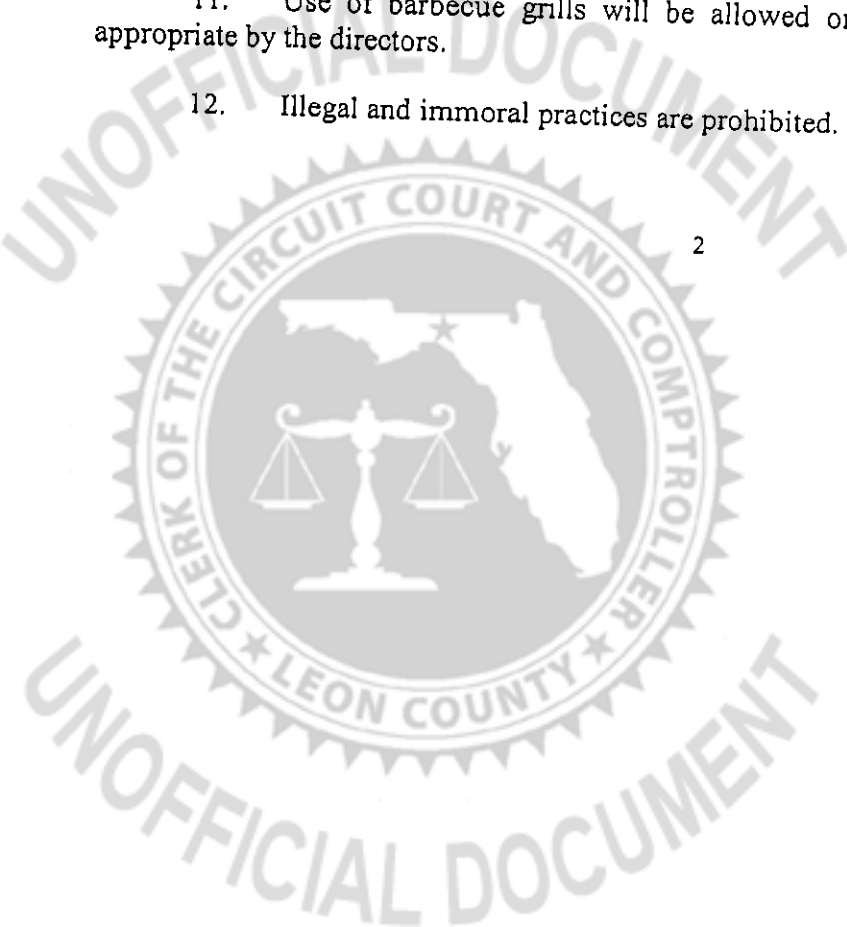 UNOFFICIAL DOCUMENT
11. Use of barbecue grills will be allowed
appropriate by the directors.
12. Illegal and immoral practices are prohibited.
2
CLERK OF THE CIRCUIT COURT AND COMPTROLLER
★ LEON COUNTY ★
UNOFFICIAL DOCUMENT